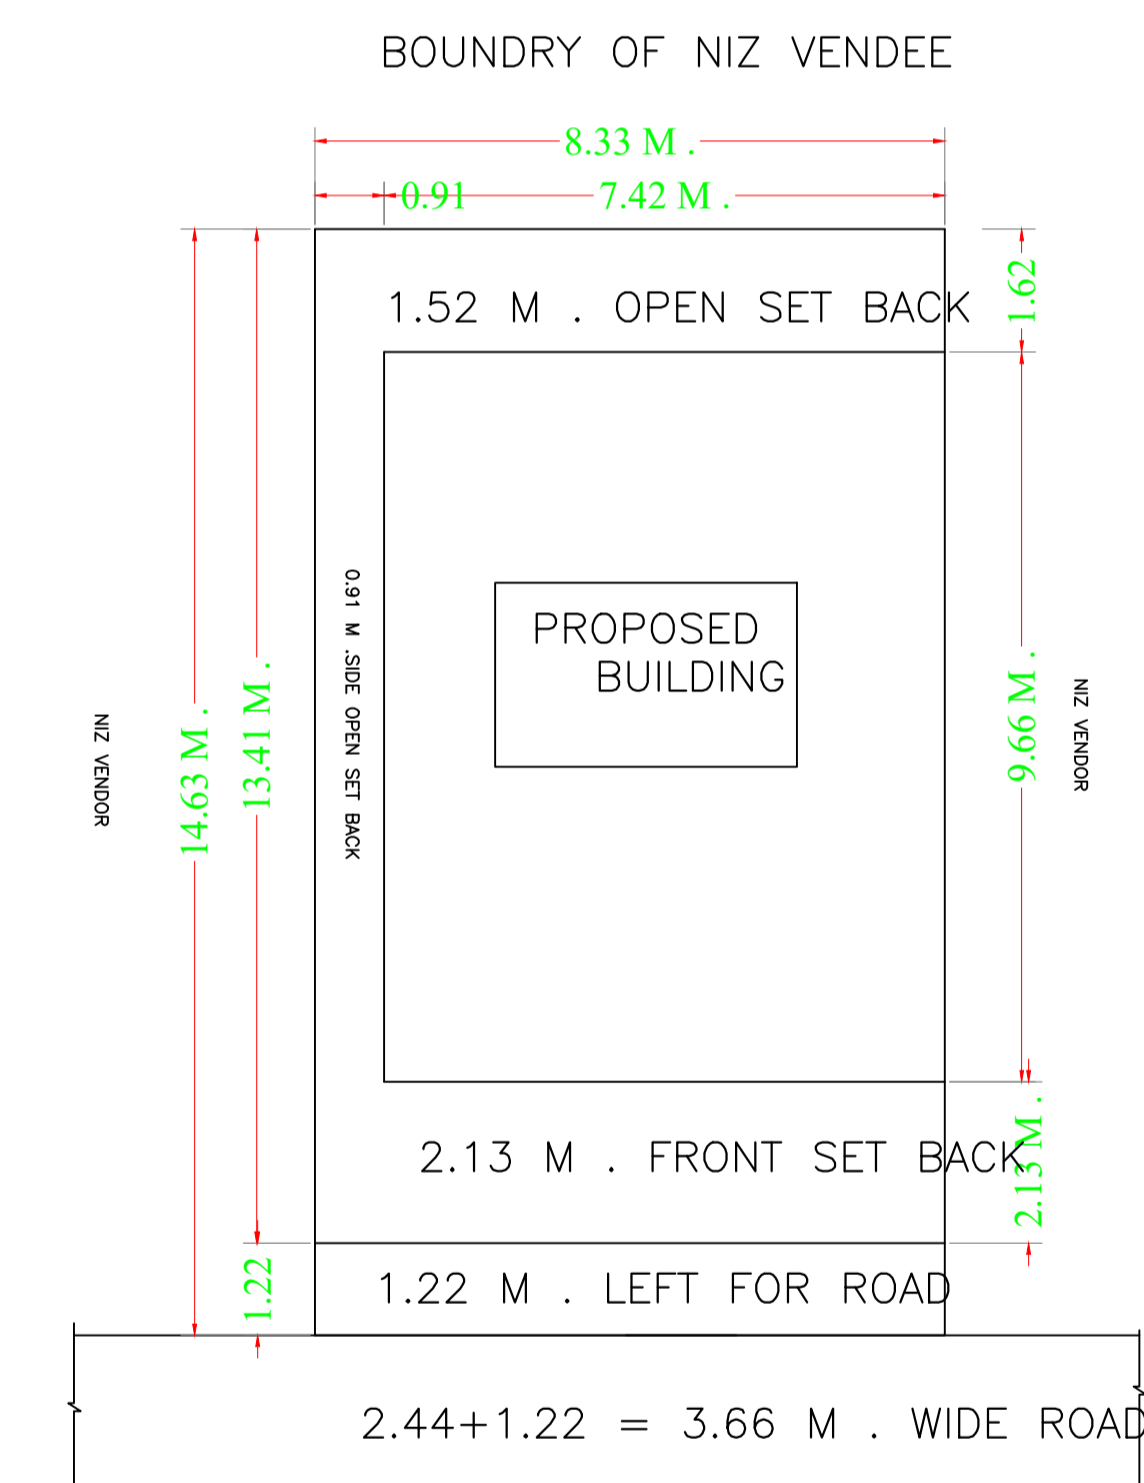 BOUNDRY OF NIZ VENDEE
8.33 M .
0.91
7.42 M .
1.52 M . OPEN SET BACK
1.62
0.91 M .SIDE OPEN SET BACK
PROPOSED
BUILDING
9.66 M .
NIZ VENDOR
14.63 M .
13.41 M .
NIZ VENDOR
2.13 M . FRONT SET BACK
2.13 M .
1.22
1.22 M . LEFT FOR ROAD
2.44+1.22 = 3.66 M . WIDE ROAD